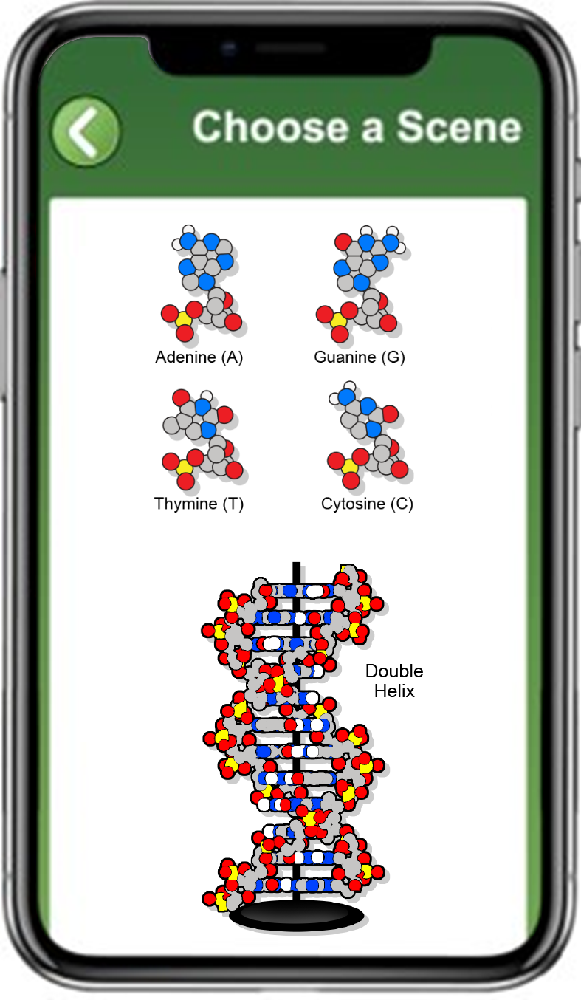 Choose a Scene
Adenine (A)
Guanine (G)
Thymine (T)
Cytosine (C)
Double
Helix